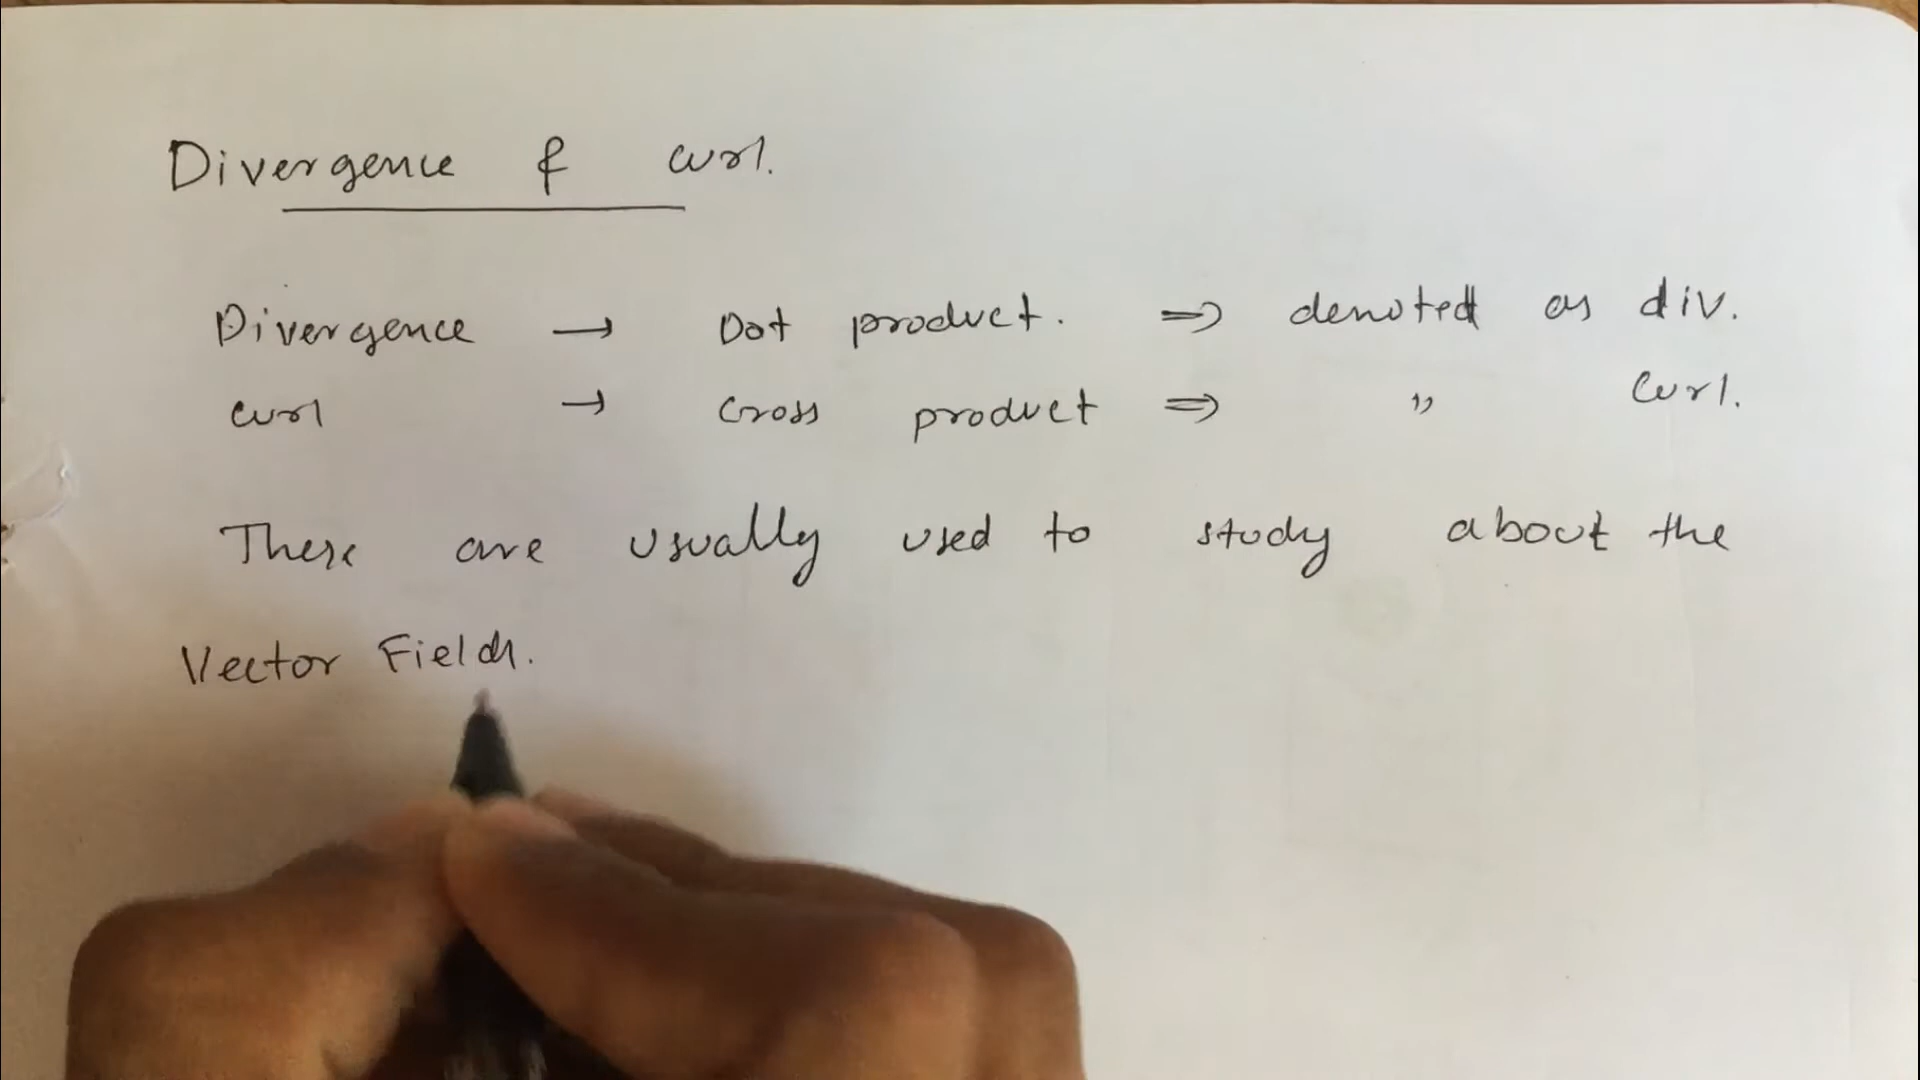 Divergence & curl.
Divergence → Dot product. ⇒ denoted as div.
curl → Cross product ⇒ " Curl.
These are usually used to study about the
Vector Fields.